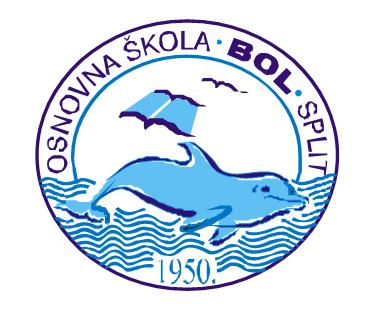 OSNOVNA ŠKOLA · BOL · SPLIT
1950.